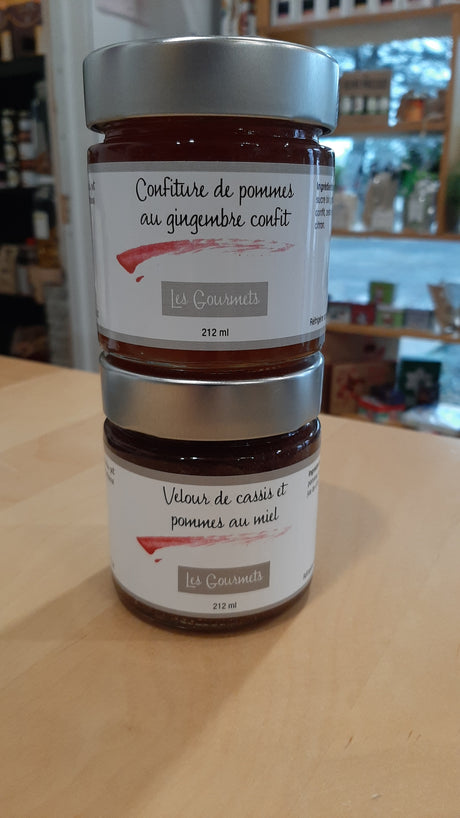 Confiture de pommes
au gingembre confit
Les Gourmets
212 ml
Velour de cassis et
pommes au miel
Les Gourmets
212 ml